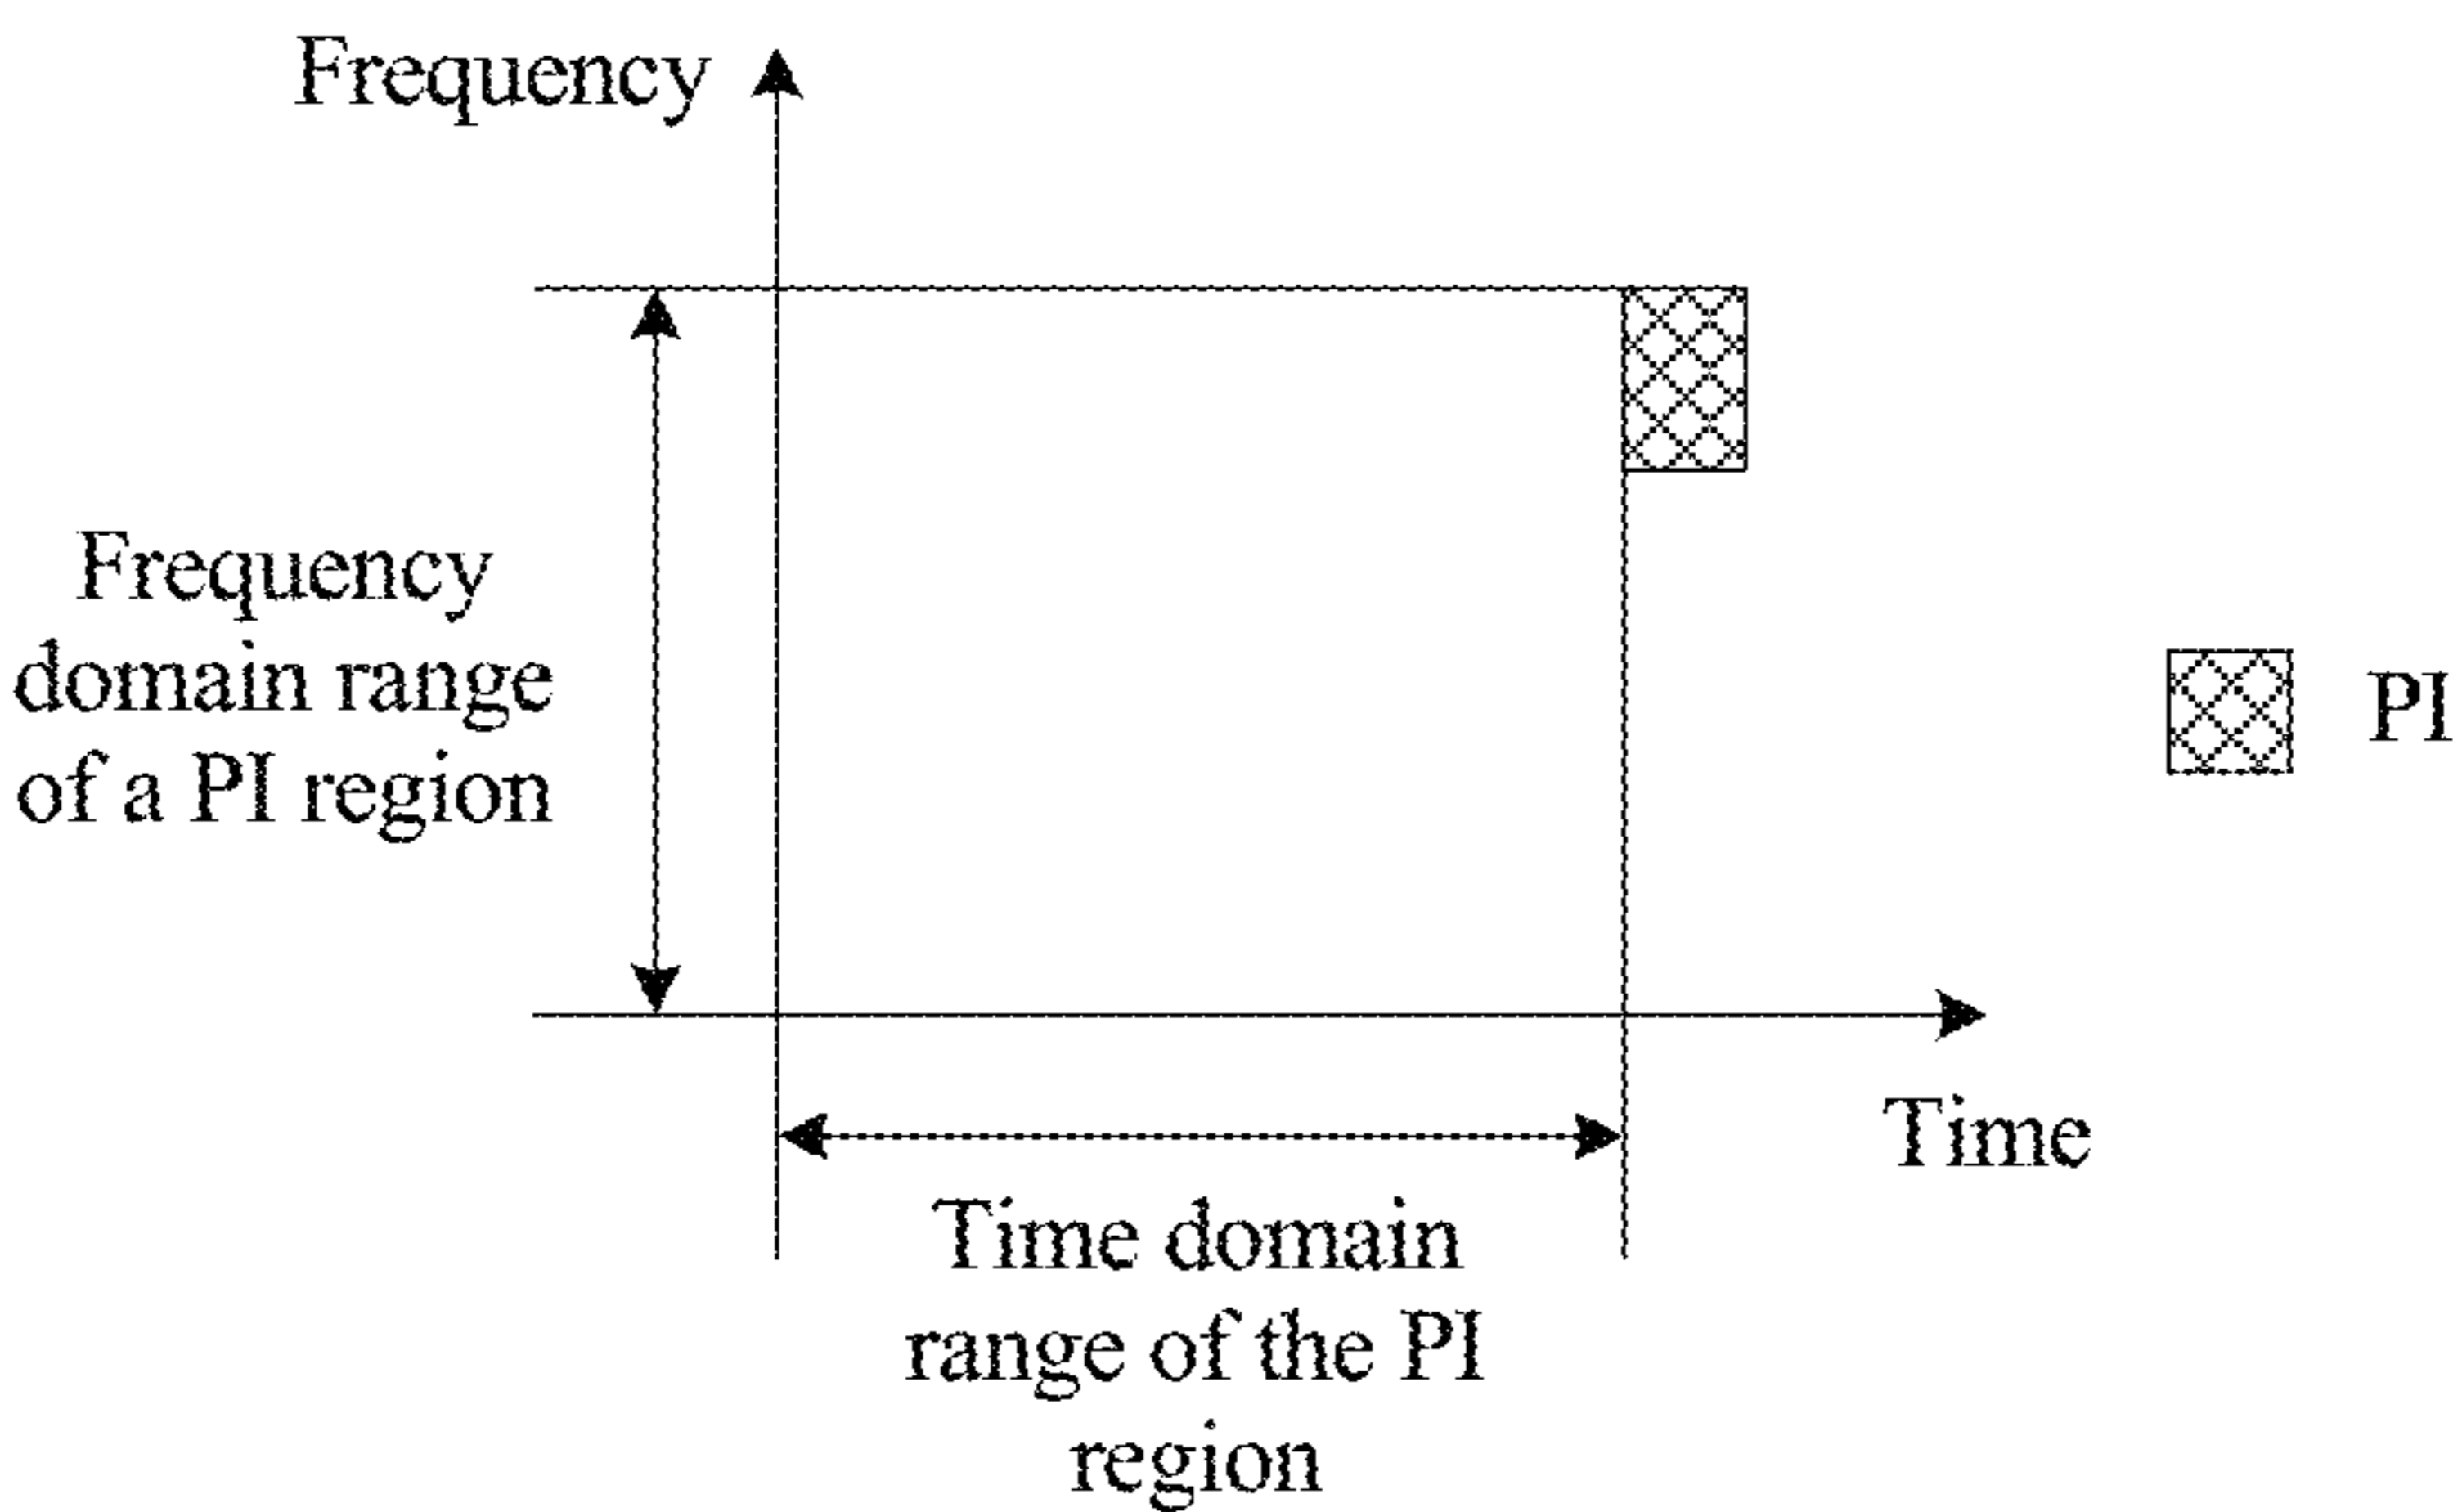 Frequency
Frequency
domain range
of a PI region
PI
Time
Time domain
range of the PI
region